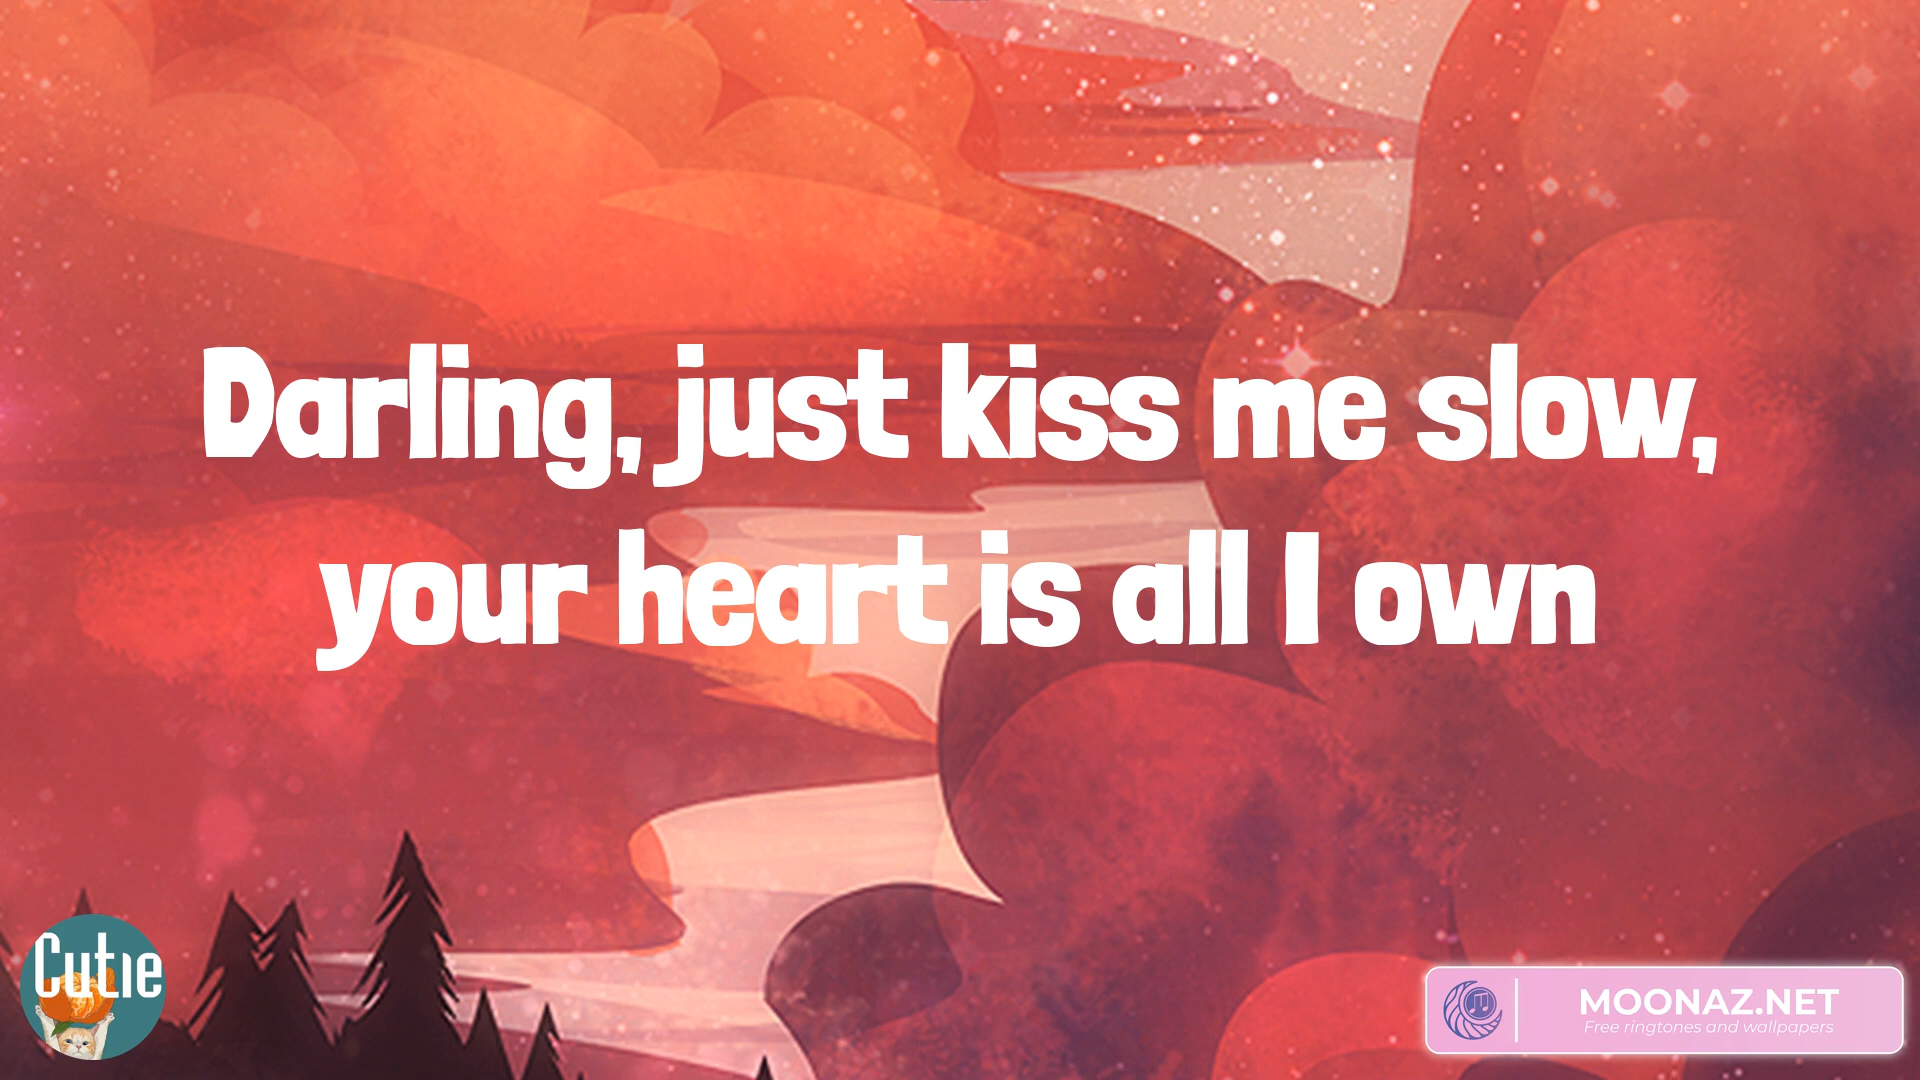 Darling, just kiss me slow,
your heart is all I own
Cutie
MOONAZ.NET
Free ringtones and wallpapers